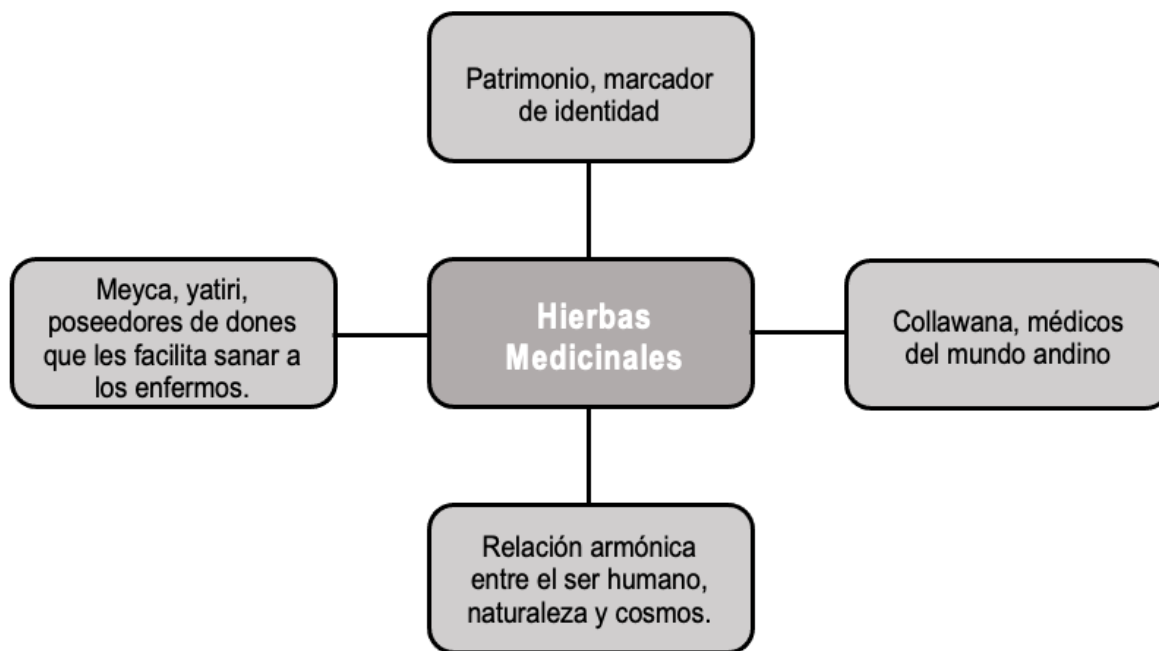 Patrimonio, marcador
de identidad
Meyca, yatiri,
poseedores de dones
que les facilita sanar a
los enfermos.
Hierbas
Medicinales
Collawana, médicos
del mundo andino
Relación armónica
entre el ser humano,
naturaleza y cosmos.